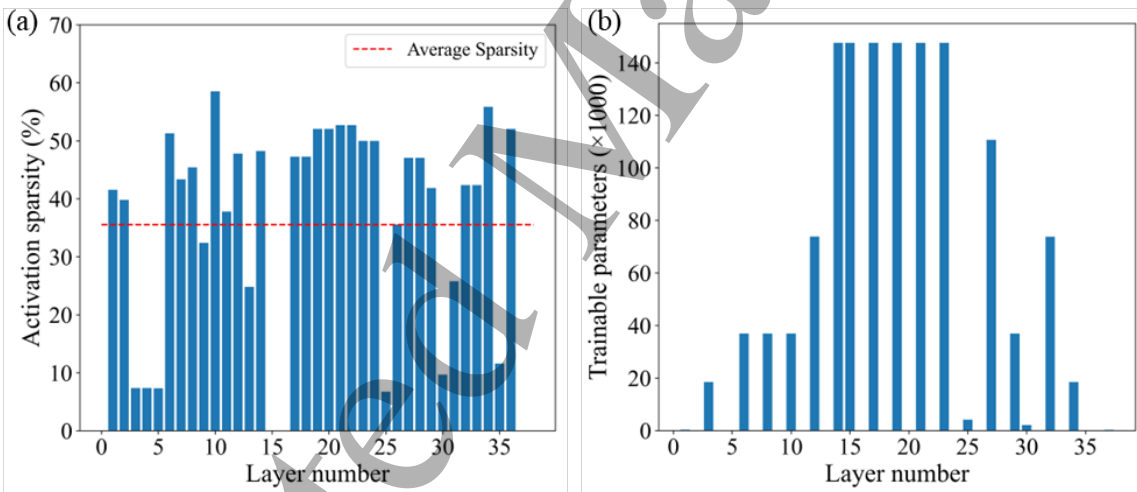 (a)
70
60
50
40
30
20
10
0
Activation sparsity (%)
Average Sparsity
0 5 10 15 20 25 30 35
Layer number
(b)
140
120
100
80
60
40
20
0
Trainable parameters (×1000)
0 5 10 15 20 25 30 35
Layer number
ted Ma